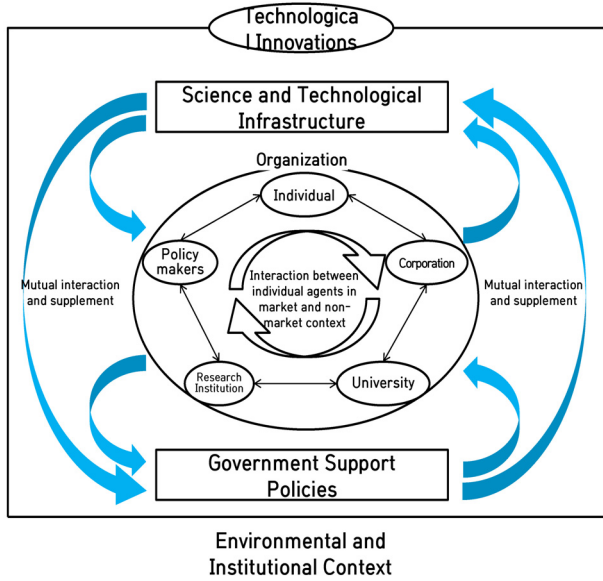 Technologica
l Innovations
Science and Technological
Infrastructure
Organization
Individual
Policy
makers
Corporation
Interaction between
individual agents in
market and non-
market context
Mutual interaction
and supplement
Mutual interaction
and supplement
Research
Institution
University
Government Support
Policies
Environmental and
Institutional Context